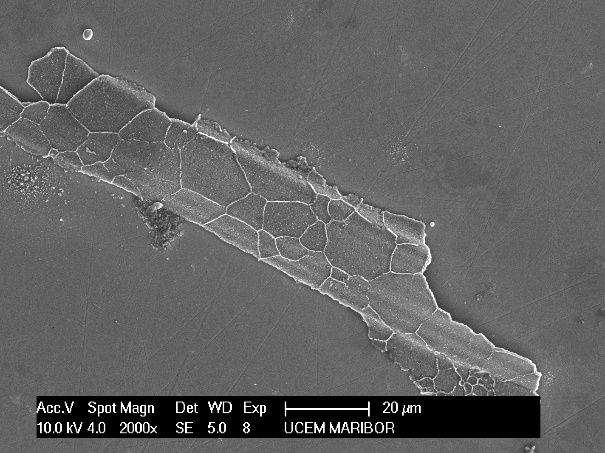 Acc.V Spot Magn Det WD Exp 20 µm
10.0 kV 4.0 2000x SE 5.0 8 UCEM MARIBOR